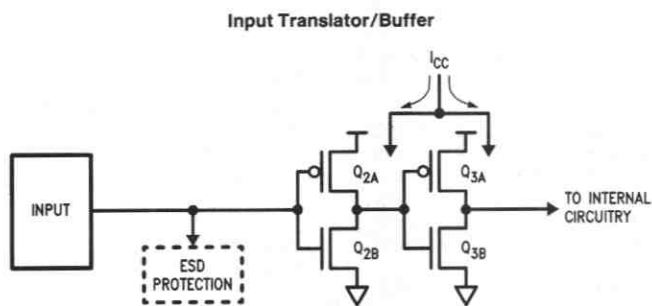 Input Translator/Buffer
ICC
Q2A
Q3A
INPUT
TO INTERNAL
CIRCUITRY
Q2B
Q3B
ESD
PROTECTION